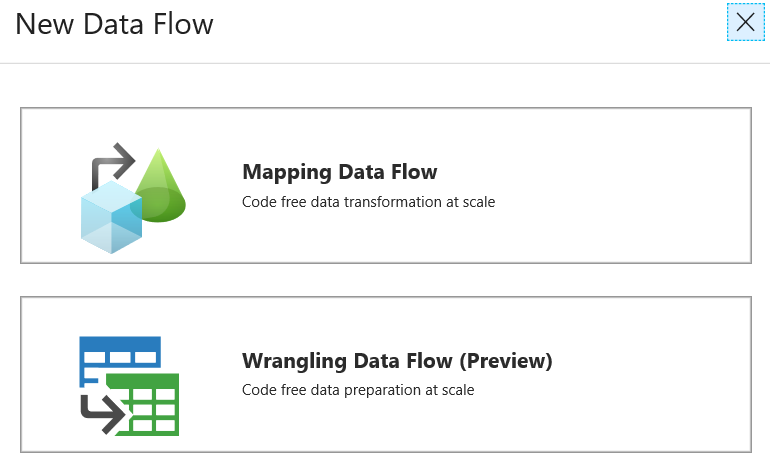 New Data Flow
Mapping Data Flow
Code free data transformation at scale
Wrangling Data Flow (Preview)
Code free data preparation at scale